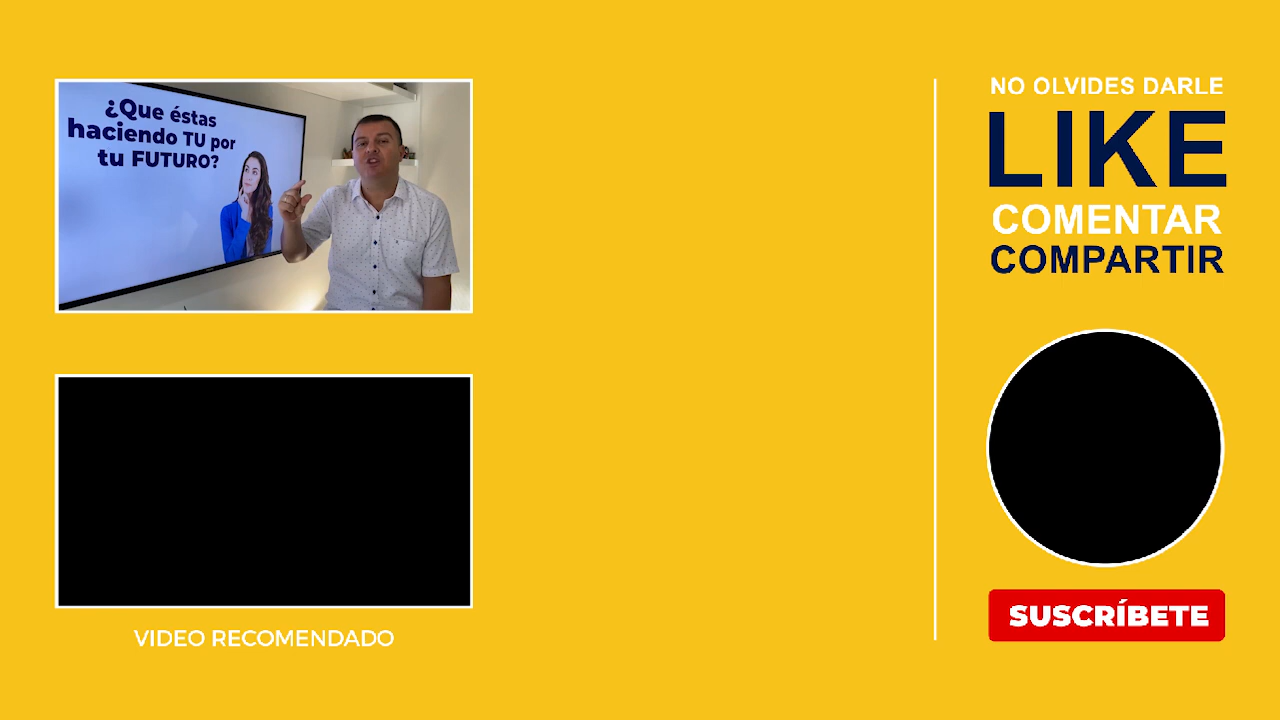 ¿Que éstas
haciendo TU por
tu FUTURO?
VIDEO RECOMENDADO
NO OLVIDES DARLE
LIKE
COMENTAR
COMPARTIR
SUSCRÍBETE